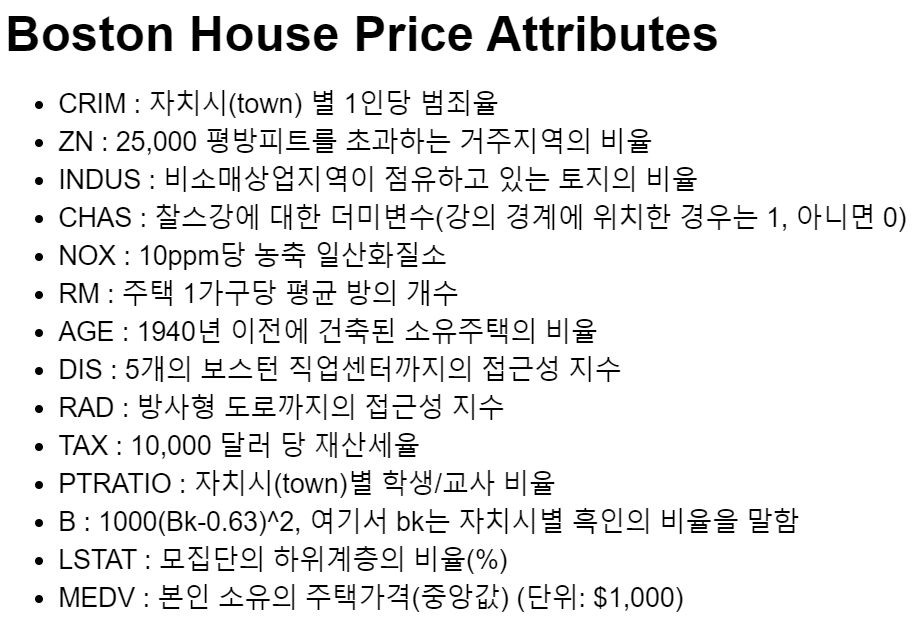 Boston House Price Attributes
• CRIM : 자치시(town) 별 1인당 범죄율
• ZN : 25,000 평방피트를 초과하는 거주지역의 비율
• INDUS : 비소매상업지역이 점유하고 있는 토지의 비율
• CHAS : 찰스강에 대한 더미변수(강의 경계에 위치한 경우는 1, 아니면 0)
• NOX : 10ppm당 농축 일산화질소
• RM : 주택 1가구당 평균 방의 개수
• AGE : 1940년 이전에 건축된 소유주택의 비율
• DIS : 5개의 보스턴 직업센터까지의 접근성 지수
• RAD : 방사형 도로까지의 접근성 지수
• TAX : 10,000 달러 당 재산세율
• PTRATIO : 자치시(town)별 학생/교사 비율
• B : 1000(Bk-0.63)^2, 여기서 bk는 자치시별 흑인의 비율을 말함
• LSTAT : 모집단의 하위계층의 비율(%)
• MEDV : 본인 소유의 주택가격(중앙값) (단위: $1,000)